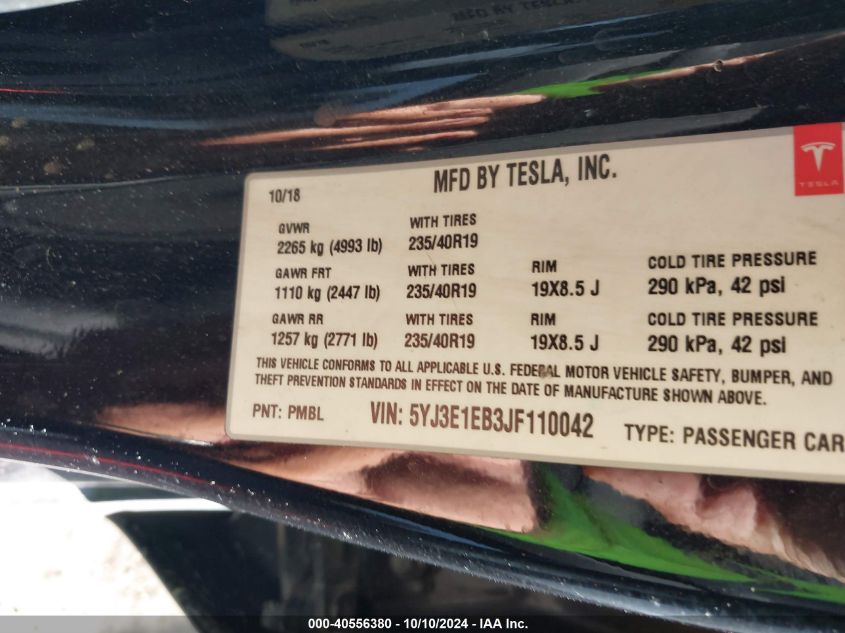 MFD BY TESLA, INC.
TESLA
10/18
GVWR WITH TIRES
2265 kg (4993 lb) 235/40R19
GAWR FRT WITH TIRES RIM COLD TIRE PRESSURE
1110 kg (2447 lb) 235/40R19 19X8.5 J 290 kPa, 42 psi
GAWR RR WITH TIRES RIM COLD TIRE PRESSURE
1257 kg (2771 lb) 235/40R19 19X8.5 J 290 kPa, 42 psi
THIS VEHICLE CONFORMS TO ALL APPLICABLE U.S. FEDERAL MOTOR VEHICLE SAFETY, BUMPER, AND
THEFT PREVENTION STANDARDS IN EFFECT ON THE DATE OF MANUFACTURE SHOWN ABOVE.
PNT: PMBL VIN: 5YJ3E1EB3JF110042 TYPE: PASSENGER CAR
000-40556380 - 10/10/2024 - IAA Inc.